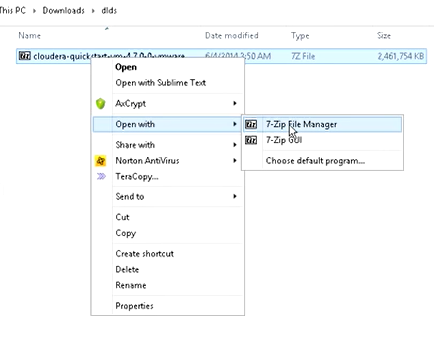 This PC > Downloads > dlds
Name Date modified Type Size
cloudera-quickstart-vm-4.7.0-0-vmware... 6/4/2014 3:50 AM 7Z File 2,461,754 KB
Open
Open with Sublime Text
AxCrypt
Open with
7-Zip File Manager
7-Zip GUI
Choose default program...
Share with
Norton AntiVirus
TeraCopy...
Send to
Cut
Copy
Create shortcut
Delete
Rename
Properties